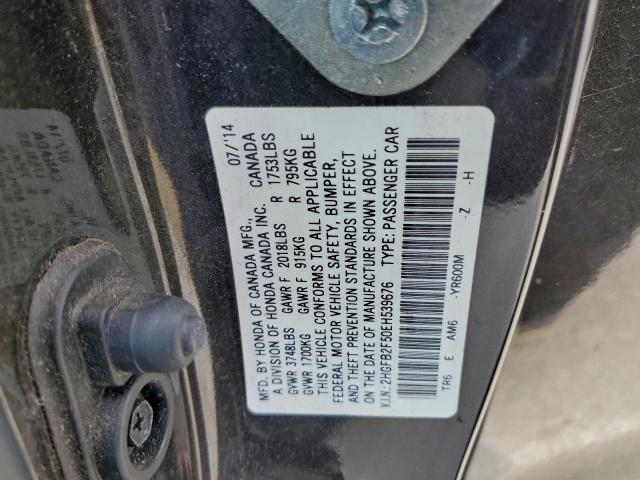 MFD. BY HONDA OF CANADA MFG., 07/'14
A DIVISION OF HONDA CANADA INC. CANADA
GVWR 3748LBS GAWR F 2018LBS R 1753LBS
GVWR 1700KG GAWR F 915KG R 795KG
THIS VEHICLE CONFORMS TO ALL APPLICABLE
FEDERAL MOTOR VEHICLE SAFETY, BUMPER,
AND THEFT PREVENTION STANDARDS IN EFFECT
ON THE DATE OF MANUFACTURE SHOWN ABOVE.
V.I.N.:2HGFB2F50EH539676 TYPE: PASSENGER CAR
TR6 E AM6 -YR600M -Z -H